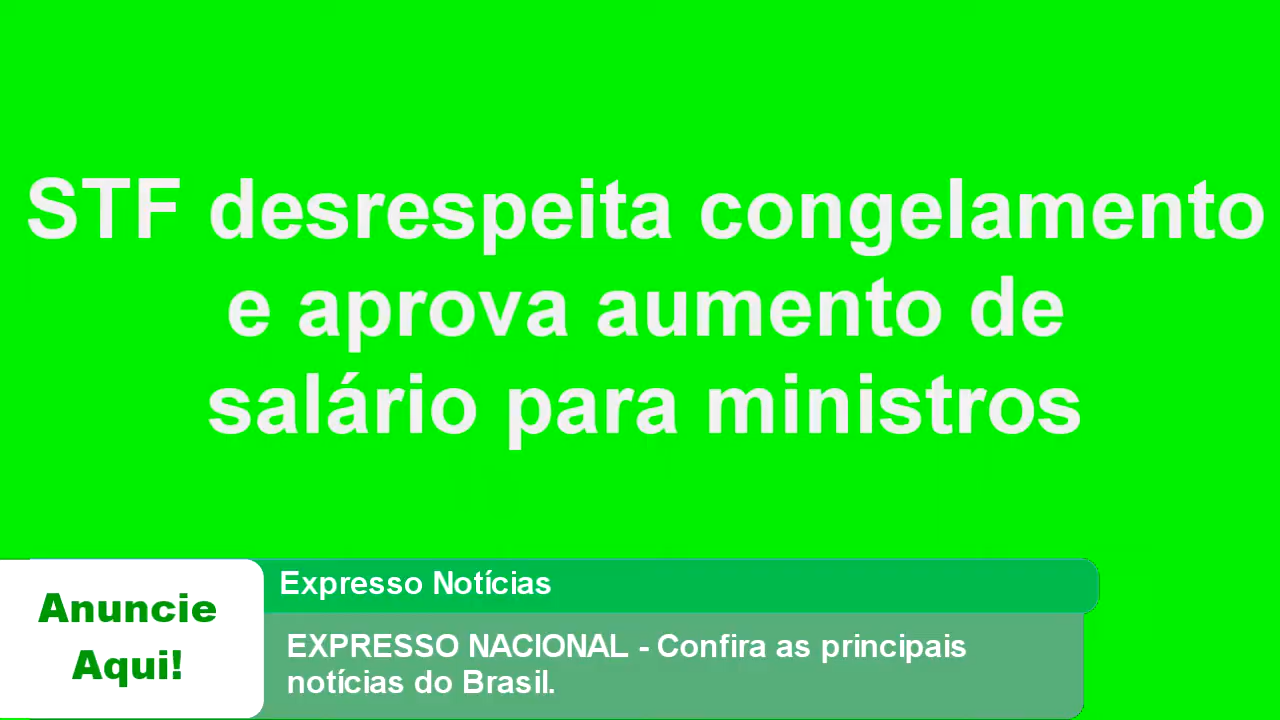 STF desrespeita congelamento
e aprova aumento de
salário para ministros
Anuncie
Aqui!
Expresso Notícias
EXPRESSO NACIONAL - Confira as principais
notícias do Brasil.